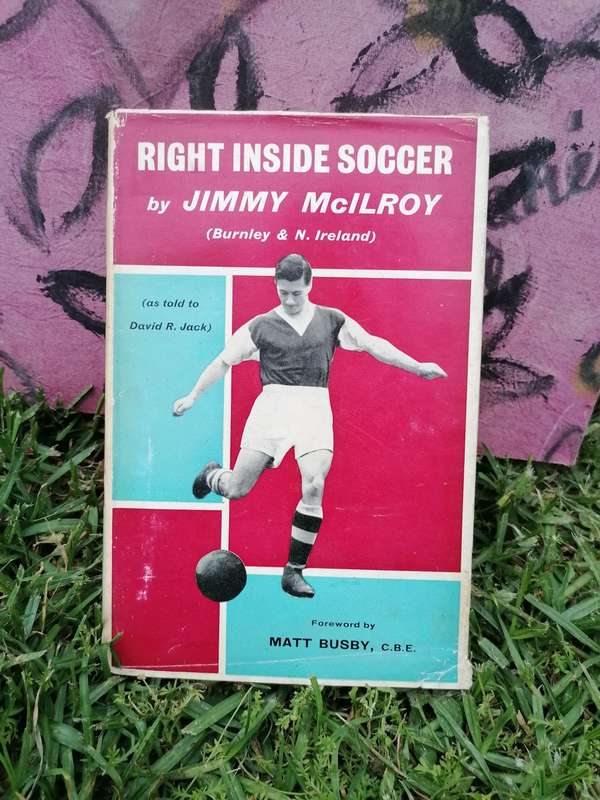 RIGHT INSIDE SOCCER
by JIMMY McILROY
(Burnley & N. Ireland)
(as told to
David R. Jack)
Foreword by
MATT BUSBY, C.B.E.